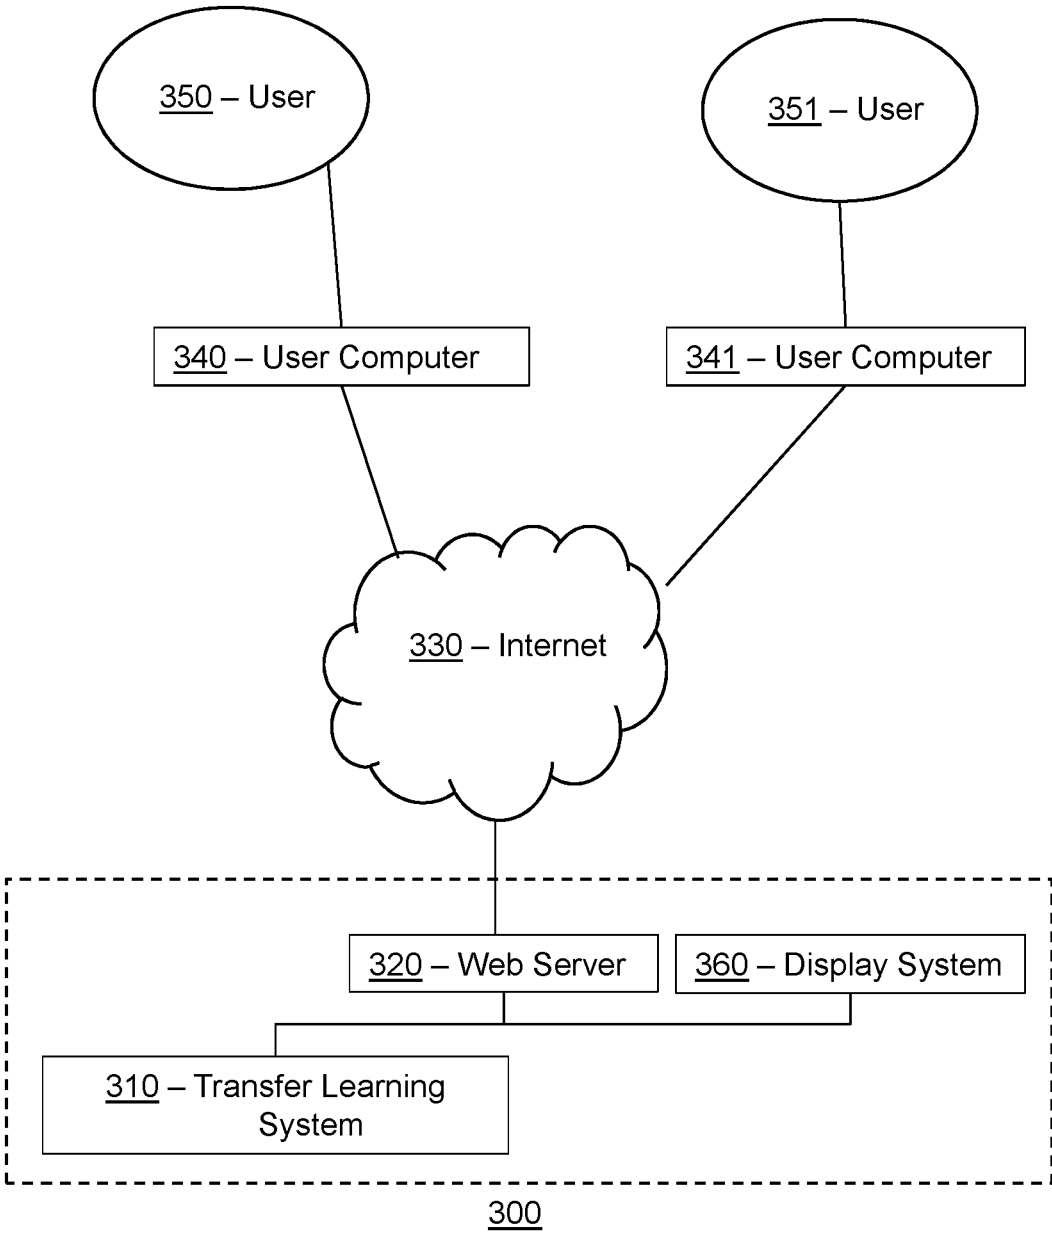 350 – User
351 – User
340 – User Computer
341 – User Computer
330 – Internet
320 – Web Server
360 – Display System
310 – Transfer Learning
System
300